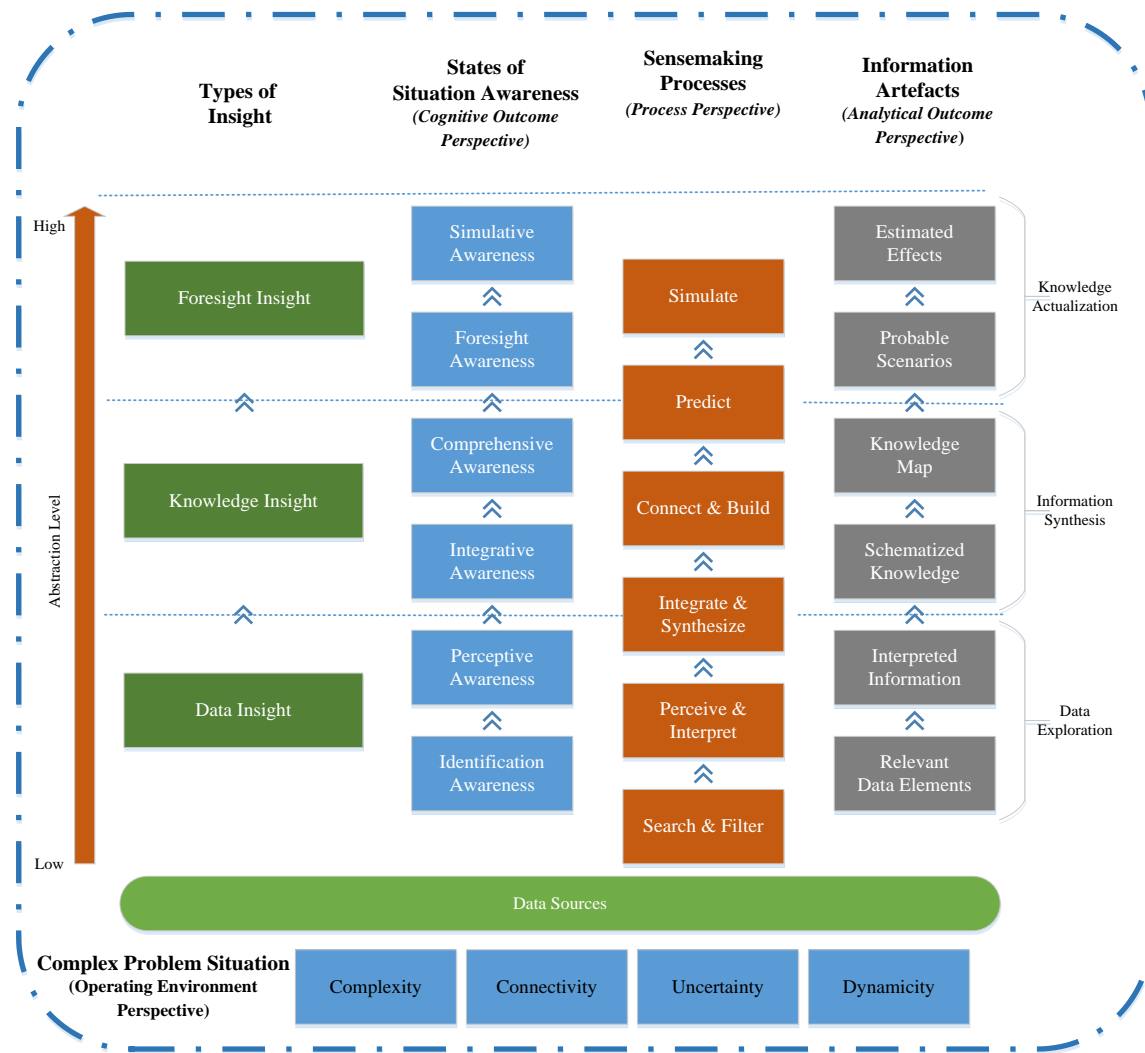 Types of
Insight
States of
Situation Awareness
(Cognitive Outcome
Perspective)
Sensemaking
Processes
(Process Perspective)
Information
Artefacts
(Analytical Outcome
Perspective)
High
Abstraction Level
Low
Foresight Insight
Knowledge Insight
Data Insight
Simulative
Awareness
Foresight
Awareness
Comprehensive
Awareness
Integrative
Awareness
Perceptive
Awareness
Identification
Awareness
Simulate
Predict
Connect & Build
Integrate &
Synthesize
Perceive &
Interpret
Search & Filter
Estimated
Effects
Probable
Scenarios
Knowledge
Map
Schematized
Knowledge
Interpreted
Information
Relevant
Data Elements
Knowledge
Actualization
Information
Synthesis
Data
Exploration
Data Sources
Complex Problem Situation
(Operating Environment
Perspective)
Complexity
Connectivity
Uncertainty
Dynamicity